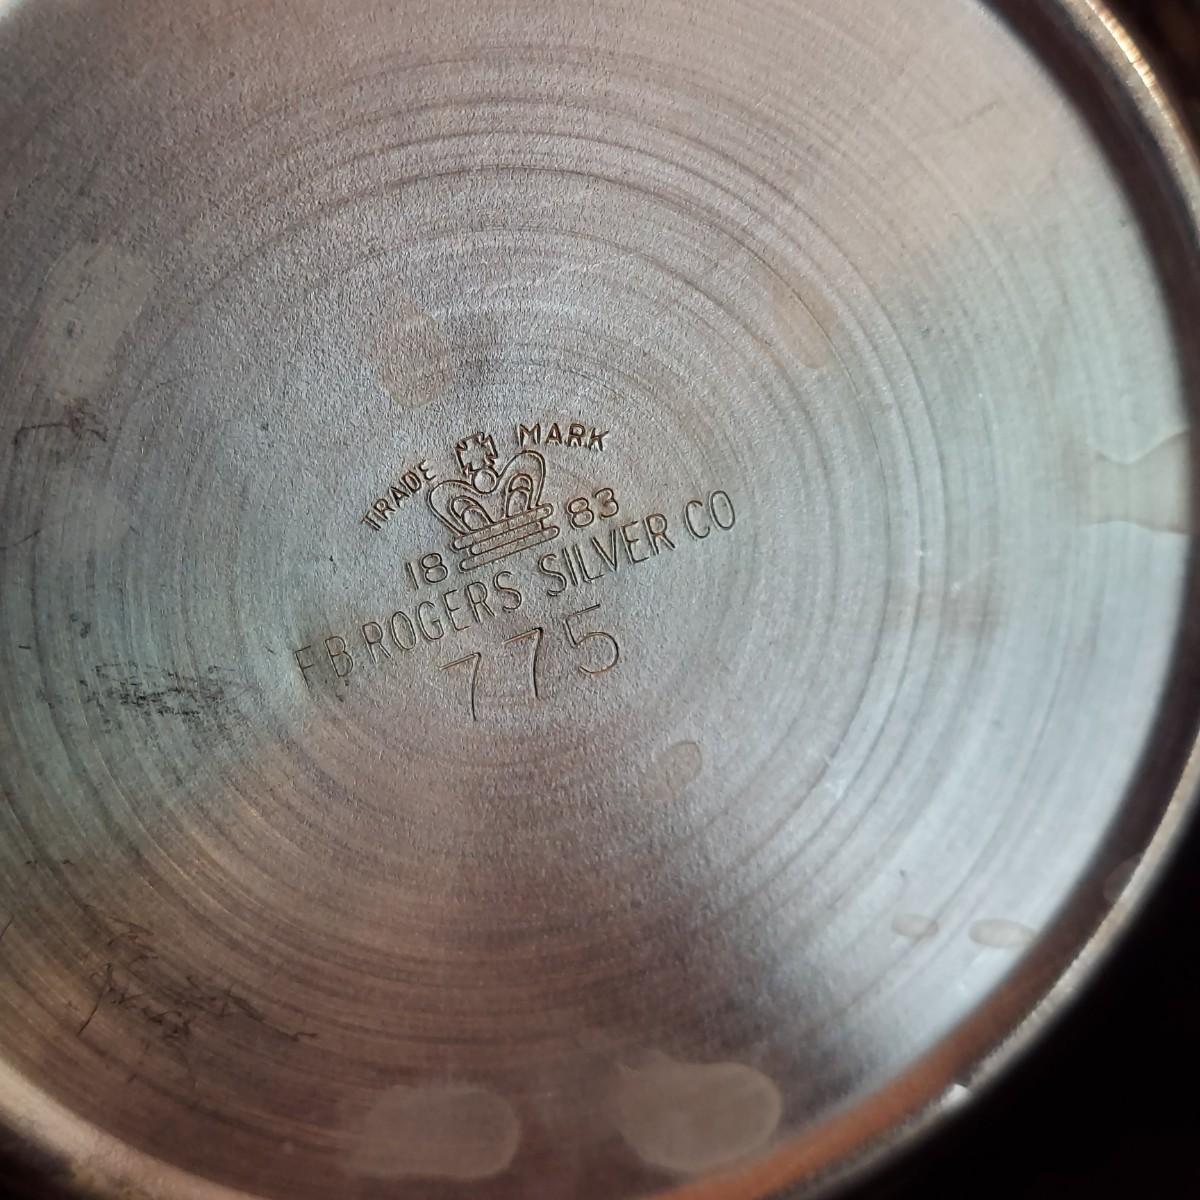 TRADE MARK
18 83
F.B.ROGERS SILVER CO
775